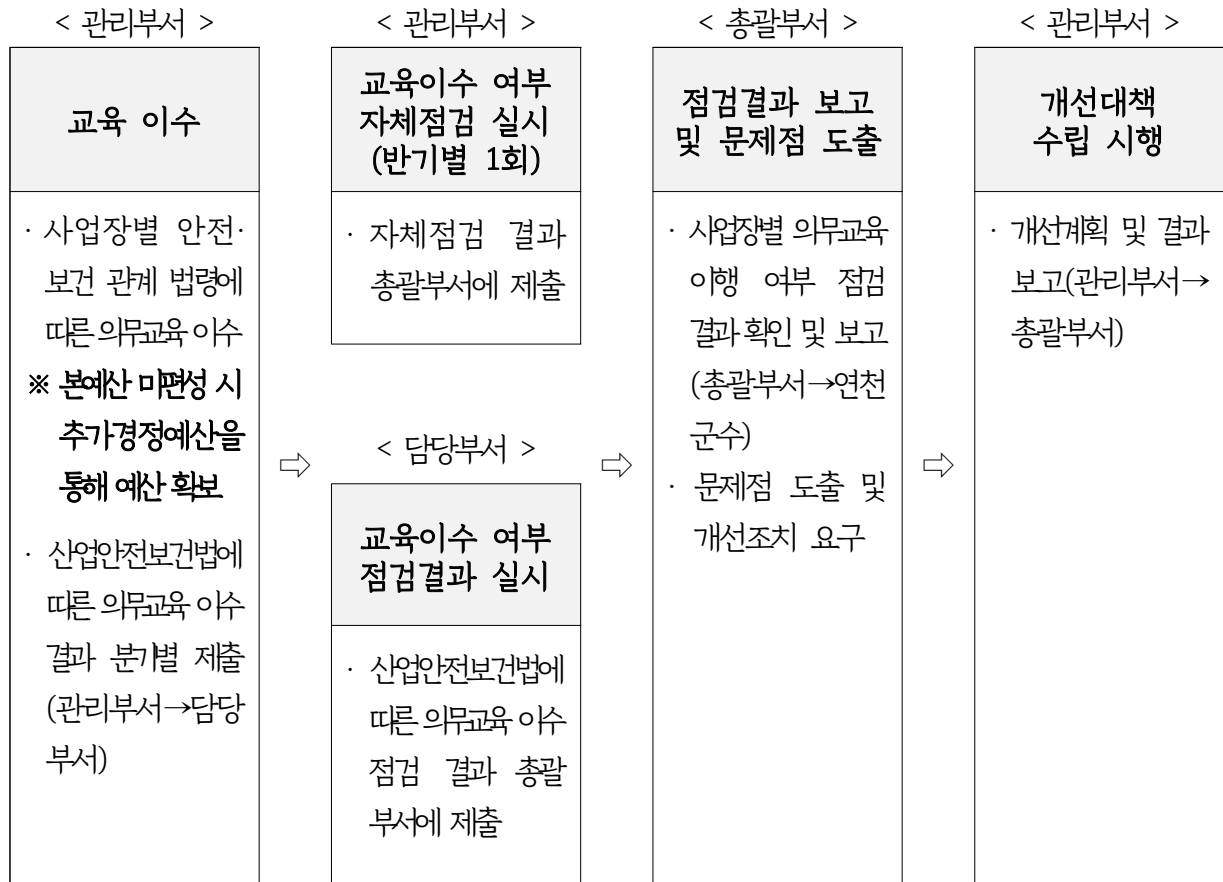 < 관리부서 >
교육 이수
· 사업장별 안전·
보건 관계 법령에
따른 의무교육 이수
※ 본예산 미편성 시
추가경정예산을
통해 예산 확보
· 산업안전보건법에
따른 의무교육 이수
결과 분기별 제출
(관리부서→담당
부서)
⇨
< 관리부서 >
교육이수 여부
자체점검 실시
(반기별 1회)
· 자체점검 결과
총괄부서에 제출
< 담당부서 >
교육이수 여부
점검결과 실시
· 산업안전보건법에
따른 의무교육 이수
점검 결과 총괄
부서에 제출
⇨
< 총괄부서 >
점검결과 보고
및 문제점 도출
· 사업장별 의무교육
이행 여부 점검
결과 확인 및 보고
(총괄부서→연천
군수)
· 문제점 도출 및
개선조치 요구
⇨
< 관리부서 >
개선대책
수립 시행
· 개선계획 및 결과
보고(관리부서→
총괄부서)